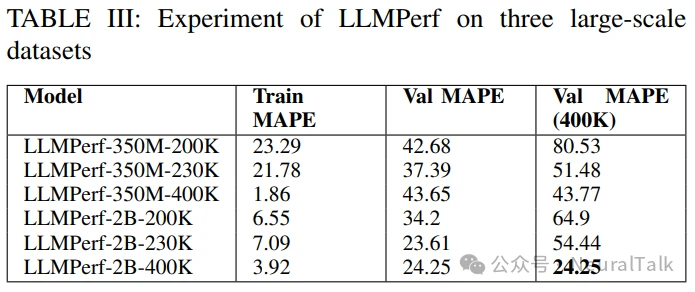 TABLE III: Experiment of LLMPerf on three large-scale
datasets
Model Train MAPE Val MAPE Val MAPE (400K)
LLMPerf-350M-200K 23.29 42.68 80.53
LLMPerf-350M-230K 21.78 37.39 51.48
LLMPerf-350M-400K 1.86 43.65 43.77
LLMPerf-2B-200K 6.55 34.2 64.9
LLMPerf-2B-230K 7.09 23.61 54.44
LLMPerf-2B-400K 3.92 24.25 24.25
公众号 · NeuralTalk